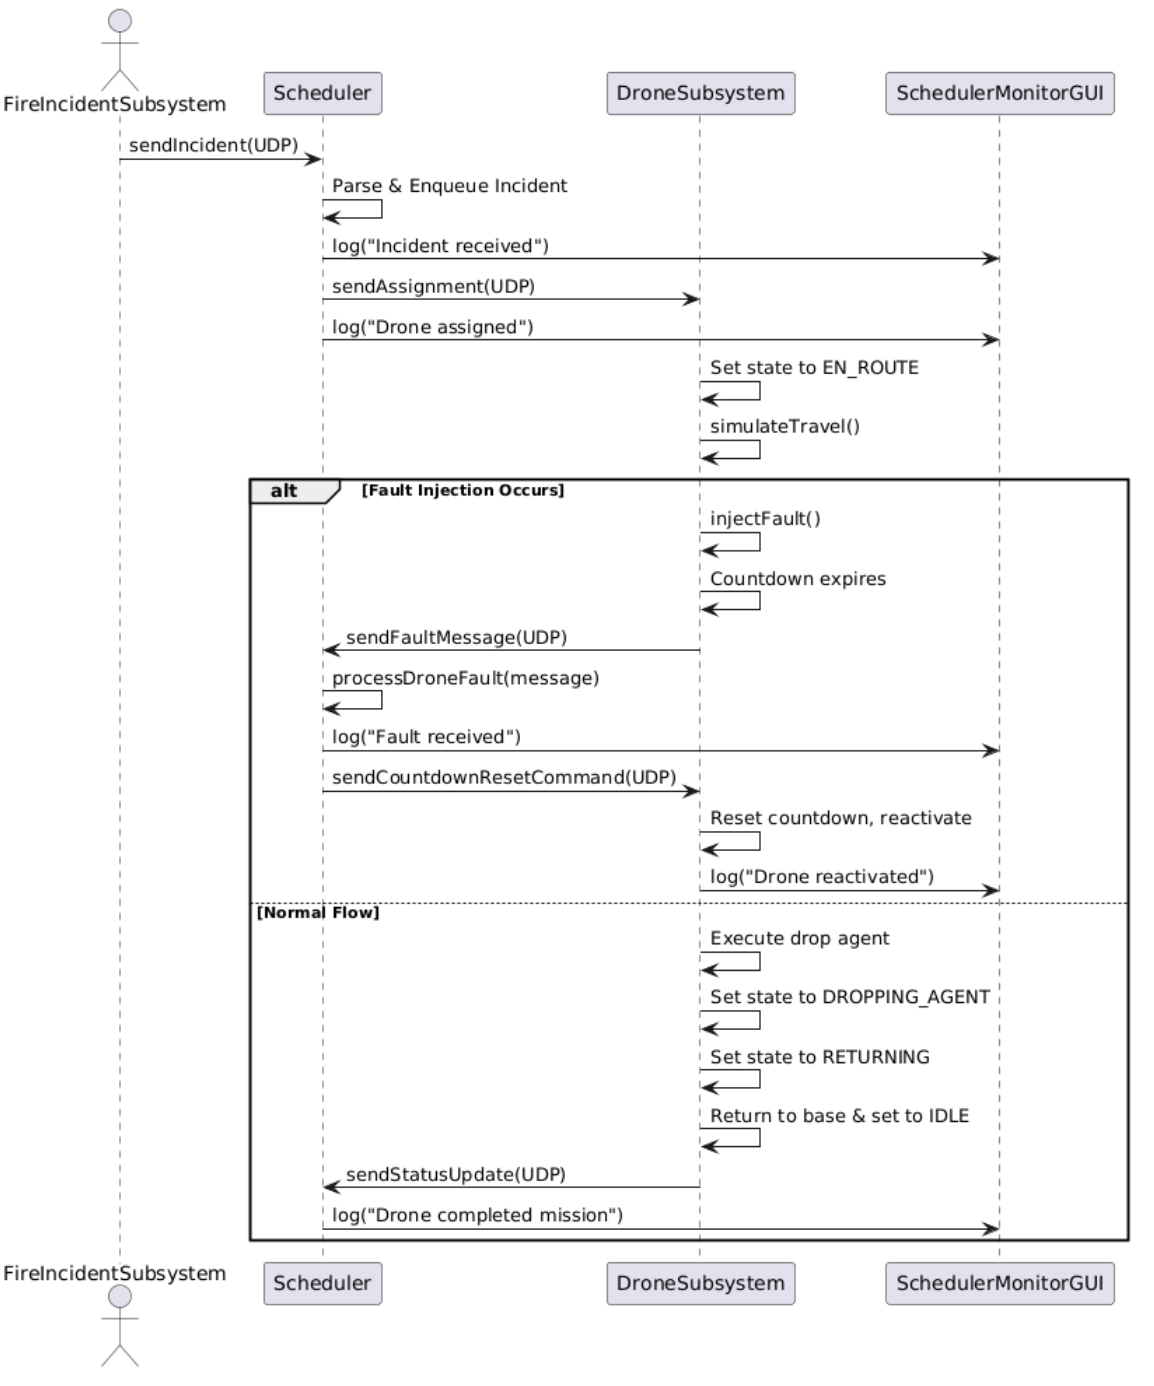 FireIncidentSubsystem
Scheduler
DroneSubsystem
SchedulerMonitorGUI
sendIncident(UDP)
Parse & Enqueue Incident
log("Incident received")
sendAssignment(UDP)
log("Drone assigned")
Set state to EN_ROUTE
simulateTravel()
alt
[Fault Injection Occurs]
injectFault()
Countdown expires
sendFaultMessage(UDP)
processDroneFault(message)
log("Fault received")
sendCountdownResetCommand(UDP)
Reset countdown, reactivate
log("Drone reactivated")
[Normal Flow]
Execute drop agent
Set state to DROPPING_AGENT
Set state to RETURNING
Return to base & set to IDLE
sendStatusUpdate(UDP)
log("Drone completed mission")
FireIncidentSubsystem
Scheduler
DroneSubsystem
SchedulerMonitorGUI